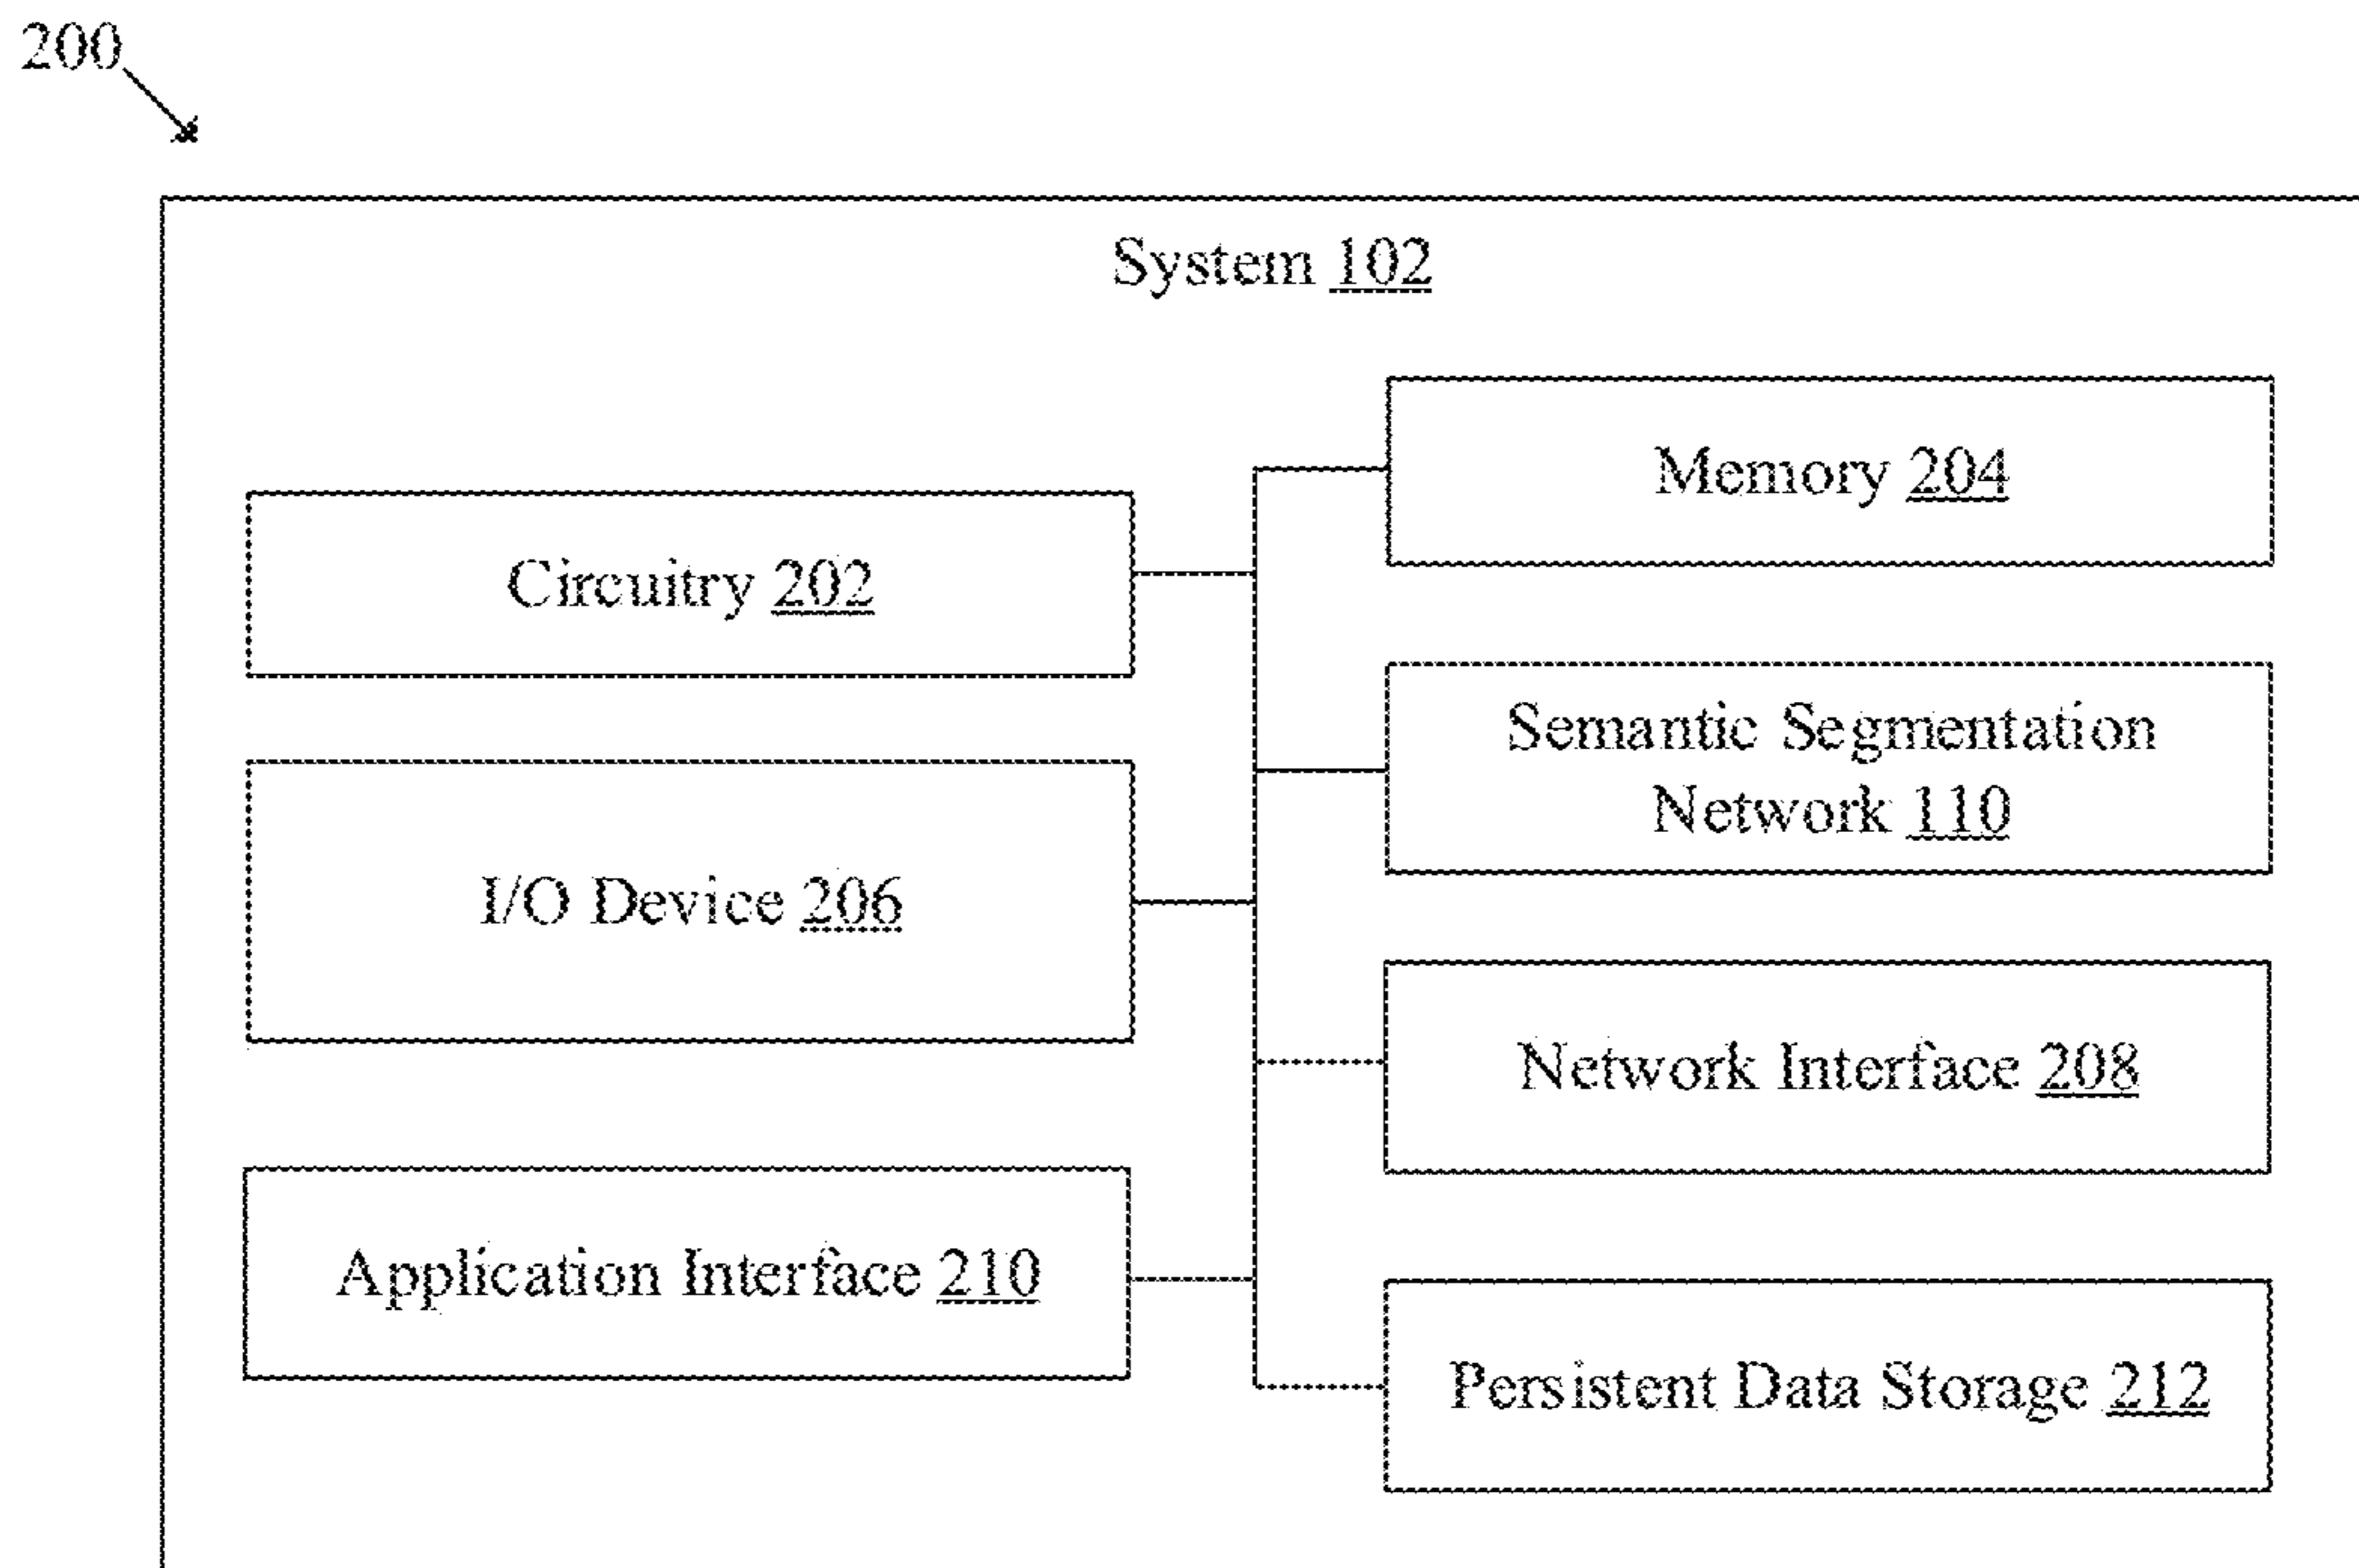 200
System 102
Memory 204
Circuitry 202
Semantic Segmentation
Network 110
I/O Device 206
Network Interface 208
Application Interface 210
Persistent Data Storage 212